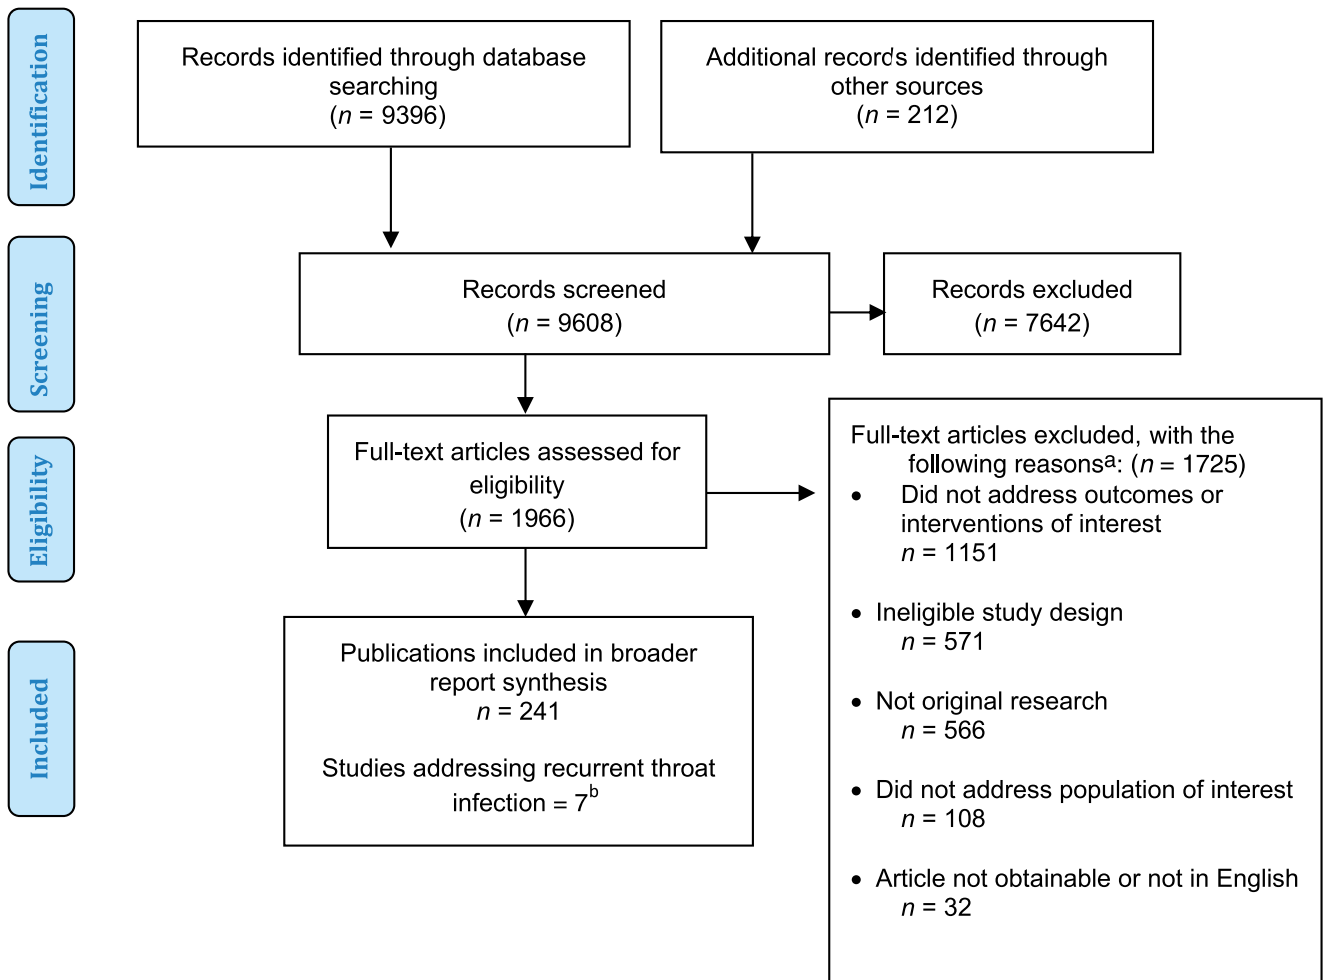 Identification
Records identified through database
searching
(n = 9396)
Additional records identified through
other sources
(n = 212)
Screening
Records screened
(n = 9608)
Records excluded
(n = 7642)
Eligibility
Full-text articles assessed for
eligibility
(n = 1966)
Full-text articles excluded, with the
following reasonsᵃ: (n = 1725)
• Did not address outcomes or
interventions of interest
n = 1151
• Ineligible study design
n = 571
• Not original research
n = 566
• Did not address population of interest
n = 108
• Article not obtainable or not in English
n = 32
Included
Publications included in broader
report synthesis
n = 241
Studies addressing recurrent throat
infection = 7ᵇ